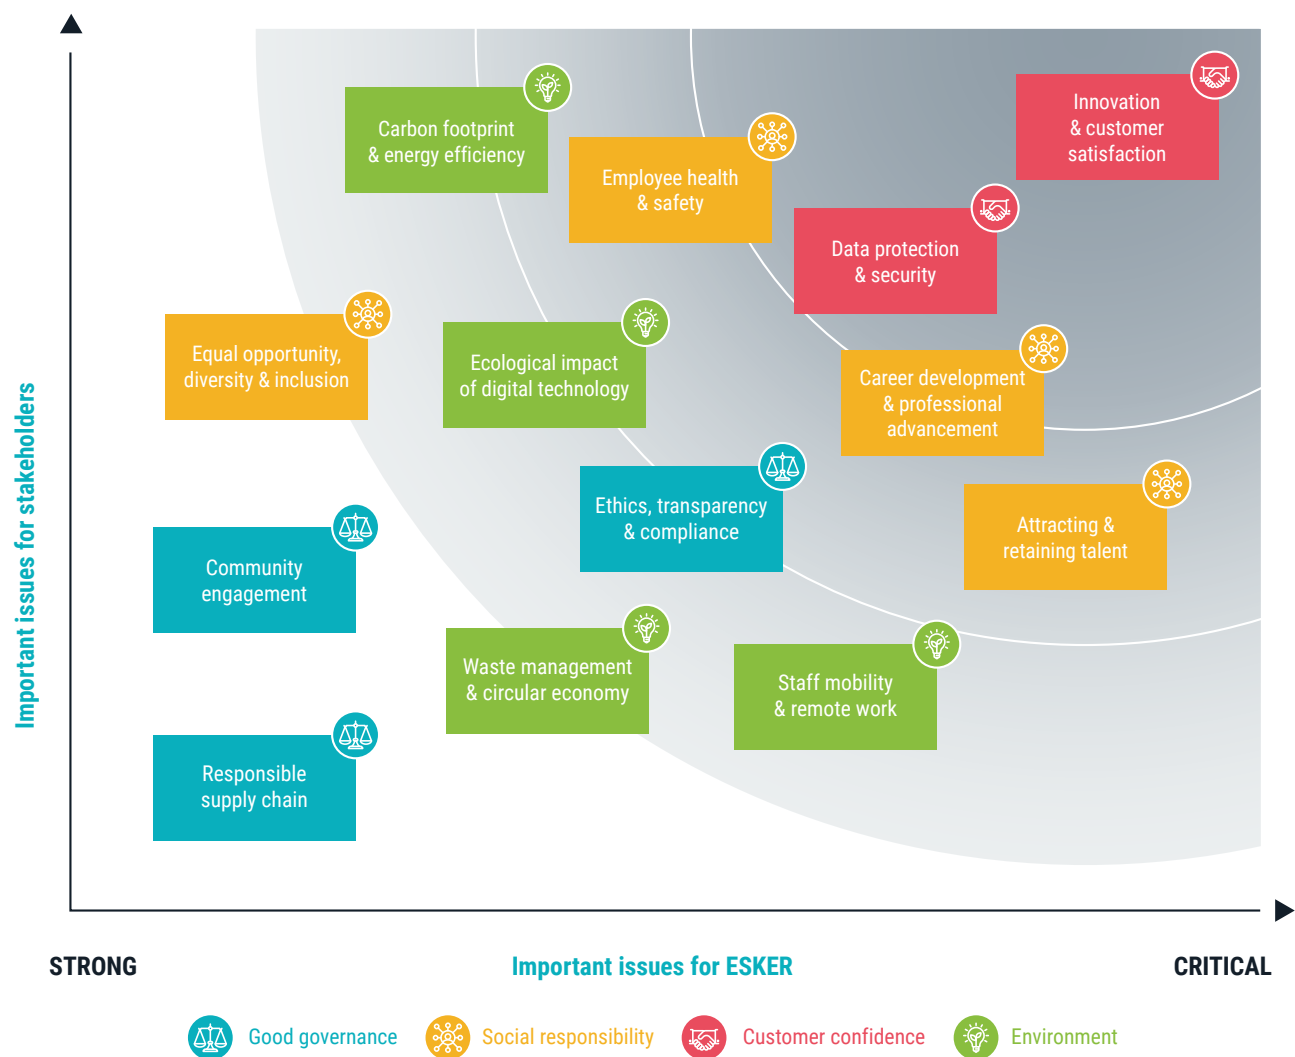 Important issues for stakeholders
Carbon footprint
& energy efficiency
Employee health
& safety
Innovation
& customer
satisfaction
Data protection
& security
Equal opportunity,
diversity & inclusion
Ecological impact
of digital technology
Career development
& professional
advancement
Ethics, transparency
& compliance
Attracting &
retaining talent
Community
engagement
Waste management
& circular economy
Staff mobility
& remote work
Responsible
supply chain
STRONG
Important issues for ESKER
CRITICAL
Good governance
Social responsibility
Customer confidence
Environment